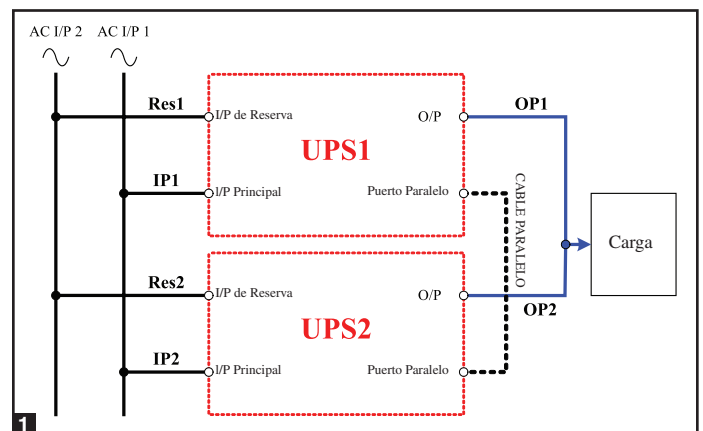 AC I/P 2 AC I/P 1
Res1
I/P de Reserva
O/P
OP1
UPS1
IP1
I/P Principal
Puerto Paralelo
CABLE PARALELO
Carga
Res2
I/P de Reserva
O/P
OP2
UPS2
IP2
I/P Principal
Puerto Paralelo
1